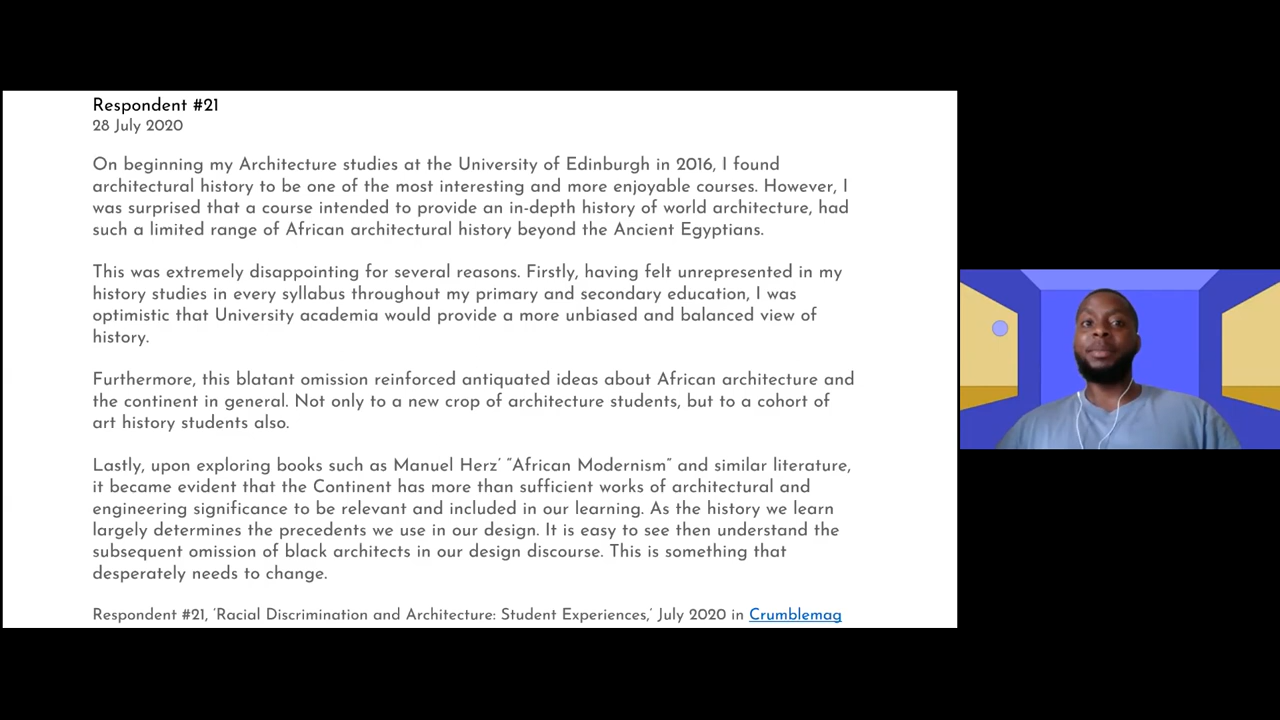 Respondent #21
28 July 2020
On beginning my Architecture studies at the University of Edinburgh in 2016, I found
architectural history to be one of the most interesting and more enjoyable courses. However, I
was surprised that a course intended to provide an in-depth history of world architecture, had
such a limited range of African architectural history beyond the Ancient Egyptians.
This was extremely disappointing for several reasons. Firstly, having felt unrepresented in my
history studies in every syllabus throughout my primary and secondary education, I was
optimistic that University academia would provide a more unbiased and balanced view of
history.
Furthermore, this blatant omission reinforced antiquated ideas about African architecture and
the continent in general. Not only to a new crop of architecture students, but to a cohort of
art history students also.
Lastly, upon exploring books such as Manuel Herz’ “African Modernism” and similar literature,
it became evident that the Continent has more than sufficient works of architectural and
engineering significance to be relevant and included in our learning. As the history we learn
largely determines the precedents we use in our design. It is easy to see then understand the
subsequent omission of black architects in our design discourse. This is something that
desperately needs to change.
Respondent #21, ‘Racial Discrimination and Architecture: Student Experiences,’ July 2020 in Crumblemag